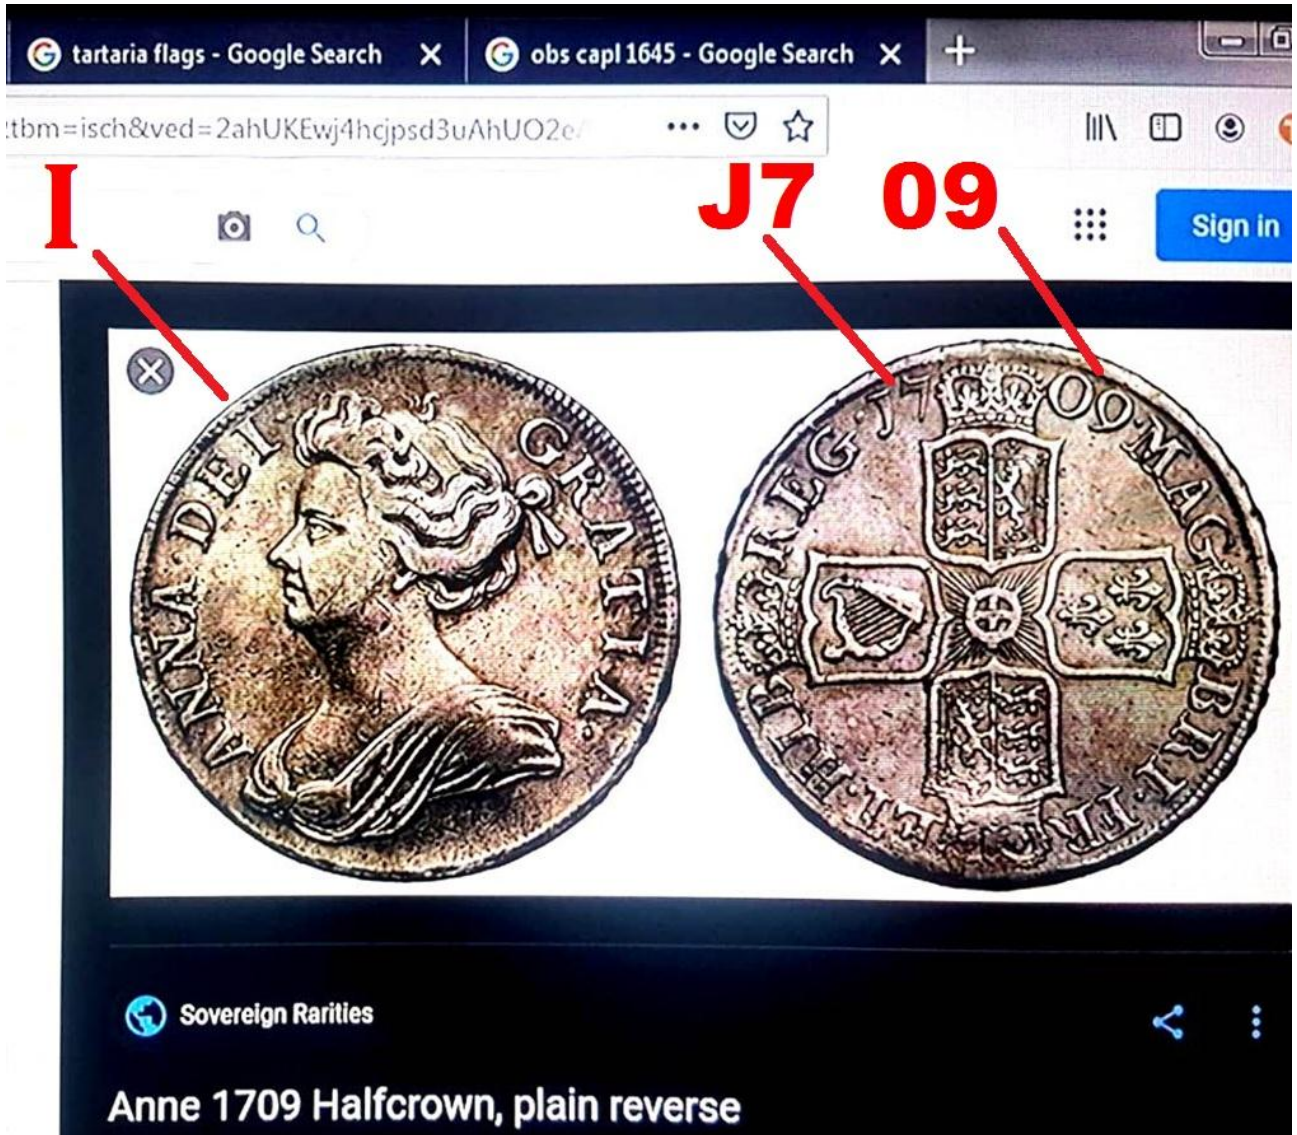 tartaria flags - Google Search
obs capl 1645 - Google Search
tbm=isch&ved=2ahUKEwj4hcjpsd3uAhUO2e
I
J7 09
Sign in
ANNA·DEI GRATIA·
J7 09·MAG BRI·FR ET·HIB REG·
Sovereign Rarities
Anne 1709 Halfcrown, plain reverse